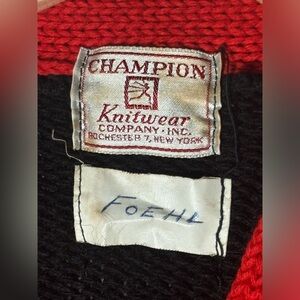 CHAMPION
Knitwear
COMPANY · INC.
ROCHESTER 7, NEW YORK
FOEHL